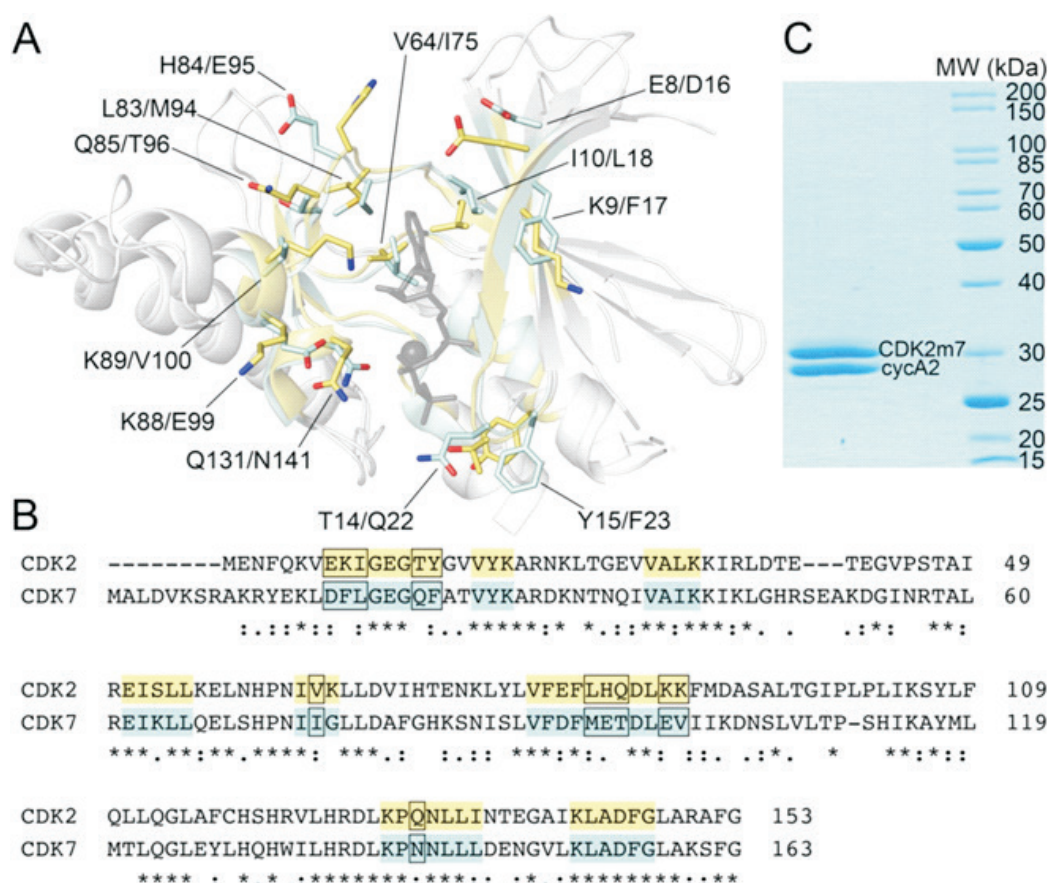 A
V64/I75
H84/E95
L83/M94
Q85/T96
E8/D16
I10/L18
K9/F17
K89/V100
K88/E99
Q131/N141
T14/Q22
Y15/F23
C
MW (kDa)
200
150
100
85
70
60
50
40
CDK2m7
30
cycA2
25
20
15
B
CDK2 --------MENFQKVEKIGEGTYGVVYKARNKLTGEVVALKKIRLDTE---TEGVPSTAI 49
CDK7 MALDVKSRAKRYEKLDFLGEGQFATVYKARDKNTNQIVAIKKIKLGHRSEAKDGINRTAL 60
CDK2 REISLLKELNHPNIVKLLDVIHTENKLYLVFEFLHQDLKKFMDASALTGIPLPLIKSYLF 109
CDK7 REIKLLQELSHPNIIGLLDAFGHKSNISLVFDFMETDLEVIIKDNSLVLTP-SHIKAYML 119
CDK2 QLLQGLAFCHSHRVLHRDLKPQNLLINTEGAIKLADFGLARAFG 153
CDK7 MTLQGLEYLHQHWILHRDLKPNNLLLDENGVLKLADFGLAKSFG 163